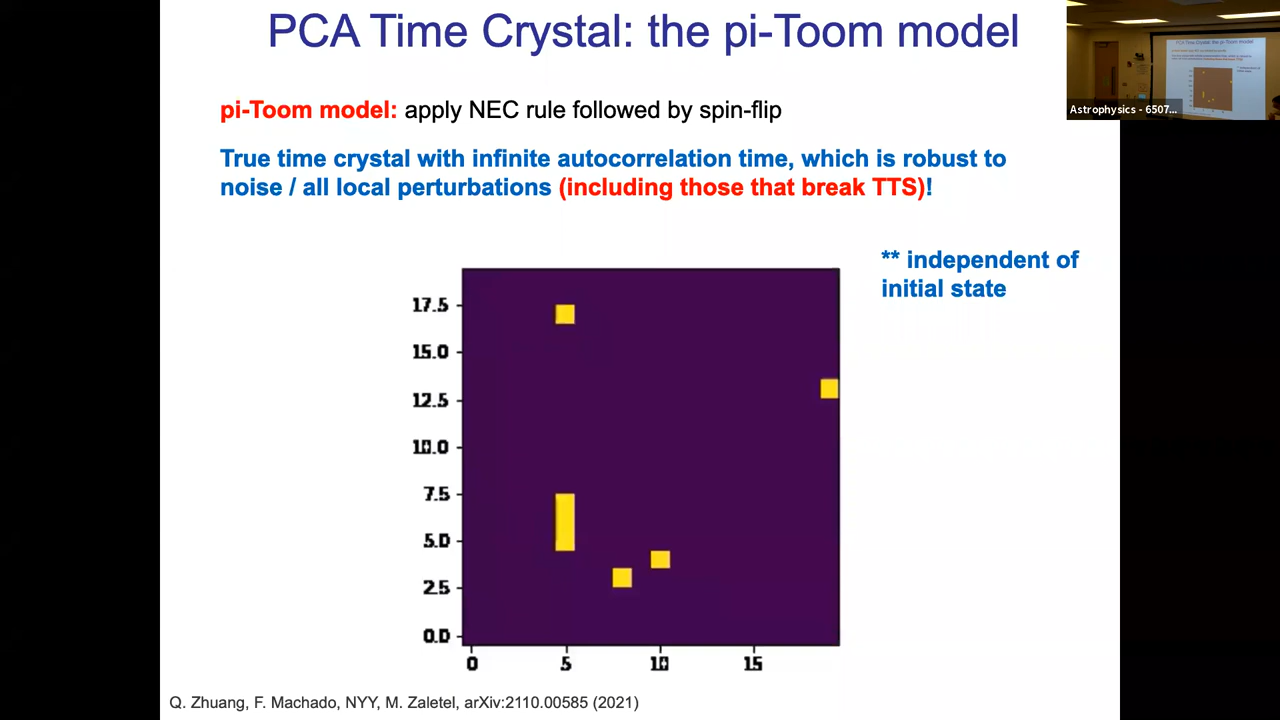 PCA Time Crystal: the pi-Toom model
Astrophysics - 6507...
pi-Toom model: apply NEC rule followed by spin-flip
True time crystal with infinite autocorrelation time, which is robust to
noise / all local perturbations (including those that break TTS)!
** independent of
initial state
17.5
15.0
12.5
10.0
7.5
5.0
2.5
0.0
0 5 10 15
Q. Zhuang, F. Machado, NYY, M. Zaletel, arXiv:2110.00585 (2021)